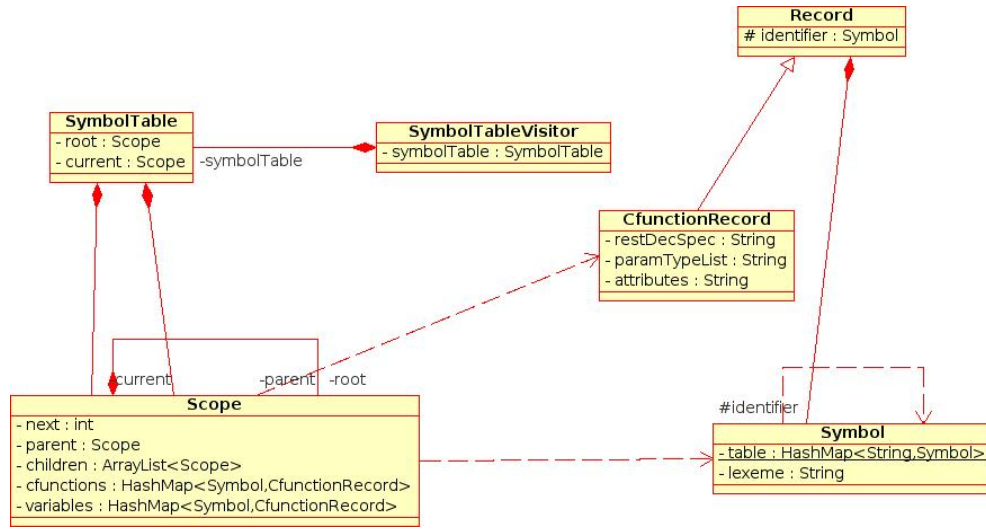 Record
# identifier : Symbol
SymbolTable
- root : Scope
- current : Scope
-symbolTable
SymbolTableVisitor
- symbolTable : SymbolTable
CfunctionRecord
- restDecSpec : String
- paramTypeList : String
- attributes : String
-current
-parent
-root
Scope
- next : int
- parent : Scope
- children : ArrayList<Scope>
- cfunctions : HashMap<Symbol,CfunctionRecord>
- variables : HashMap<Symbol,CfunctionRecord>
#identifier
Symbol
- table : HashMap<String,Symbol>
- lexeme : String